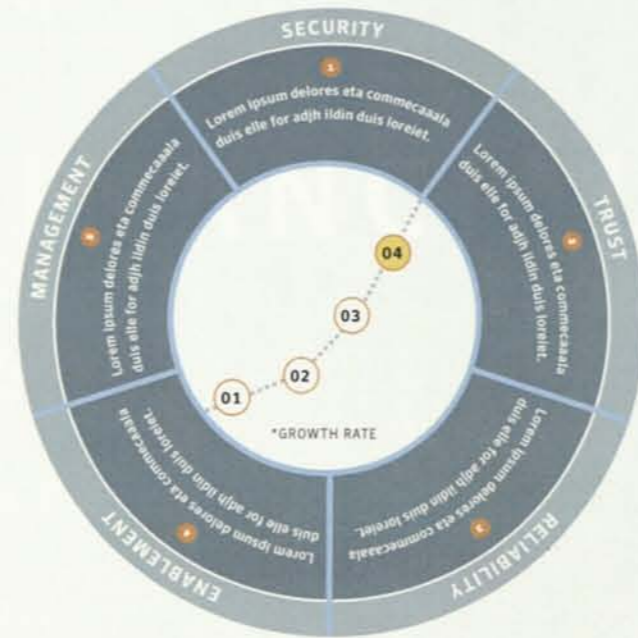 SECURITY
1
Lorem ipsum delores eta commecaaala
duis elle for adjh ildin duis loreiet.
TRUST
Lorem ipsum delores eta commecaaala
duis elle for adjh ildin duis loreiet.
RELIABILITY
3
Lorem ipsum delores eta commecaaala
duis elle for adjh ildin duis loreiet.
ENABLEMENT
4
Lorem ipsum delores eta commecaaala
duis elle for adjh ildin duis loreiet.
MANAGEMENT
Lorem ipsum delores eta commecaaala
duis elle for adjh ildin duis loreiet.
04
03
02
01
*GROWTH RATE